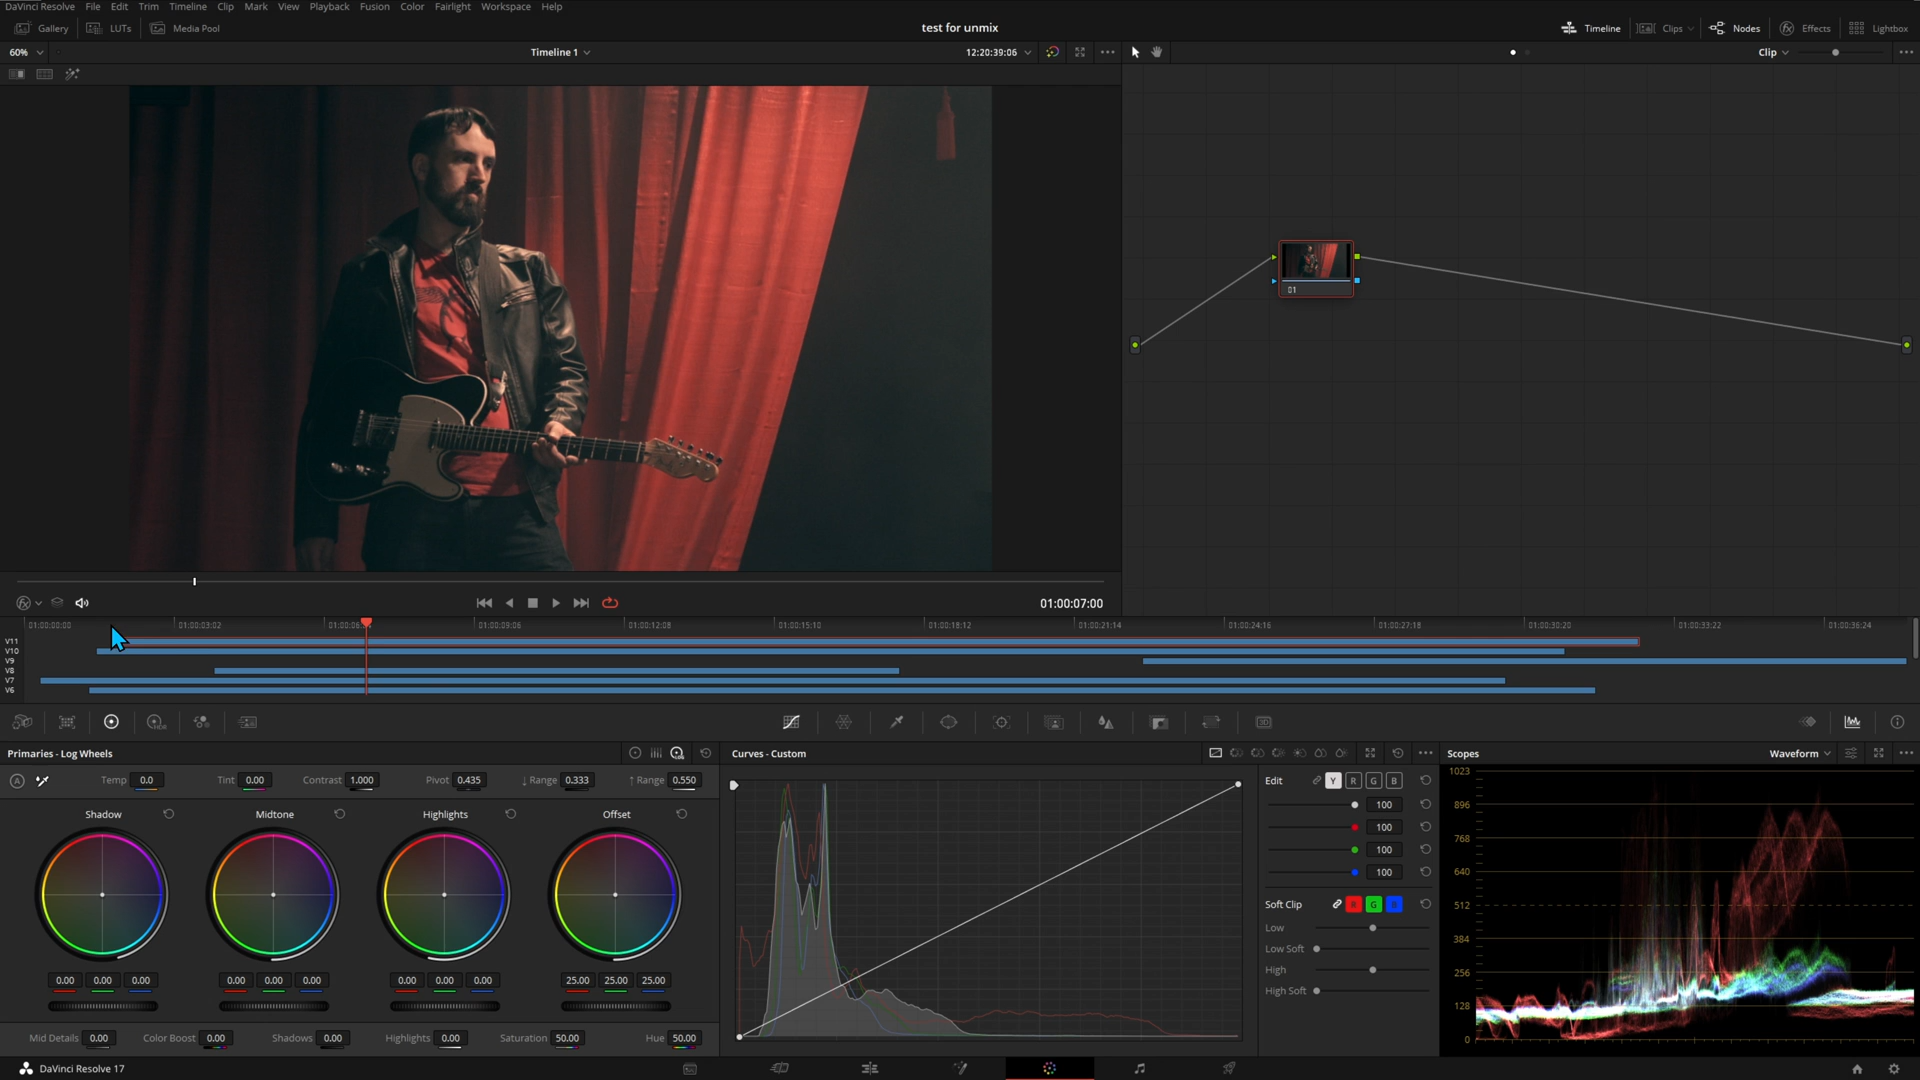 DaVinci Resolve File Edit Trim Timeline Clip Mark View Playback Fusion Color Fairlight Workspace Help
Gallery LUTs Media Pool test for unmix Timeline Clips Nodes Effects Lightbox
60% Timeline 1 12:20:39:06 Clip
01
01:00:07:00
01:00:00:00 01:00:03:02 01:00:06: 01:00:09:06 01:00:12:08 01:00:15:10 01:00:18:12 01:00:21:14 01:00:24:16 01:00:27:18 01:00:30:20 01:00:33:22 01:00:36:24
V11
V10
V9
V8
V7
V6
HDR 3D
Primaries - Log Wheels Curves - Custom Scopes Waveform
A Temp 0.0 Tint 0.00 Contrast 1.000 Pivot 0.435 ↓ Range 0.333 ↑ Range 0.550
Shadow Midtone Highlights Offset
0.00 0.00 0.00 0.00 0.00 0.00 0.00 0.00 0.00 25.00 25.00 25.00
Mid Details 0.00 Color Boost 0.00 Shadows 0.00 Highlights 0.00 Saturation 50.00 Hue 50.00
Edit Y R G B
100
100
100
100
Soft Clip R G B
Low
Low Soft
High
High Soft
1023
896
768
640
512
384
256
128
0
DaVinci Resolve 17